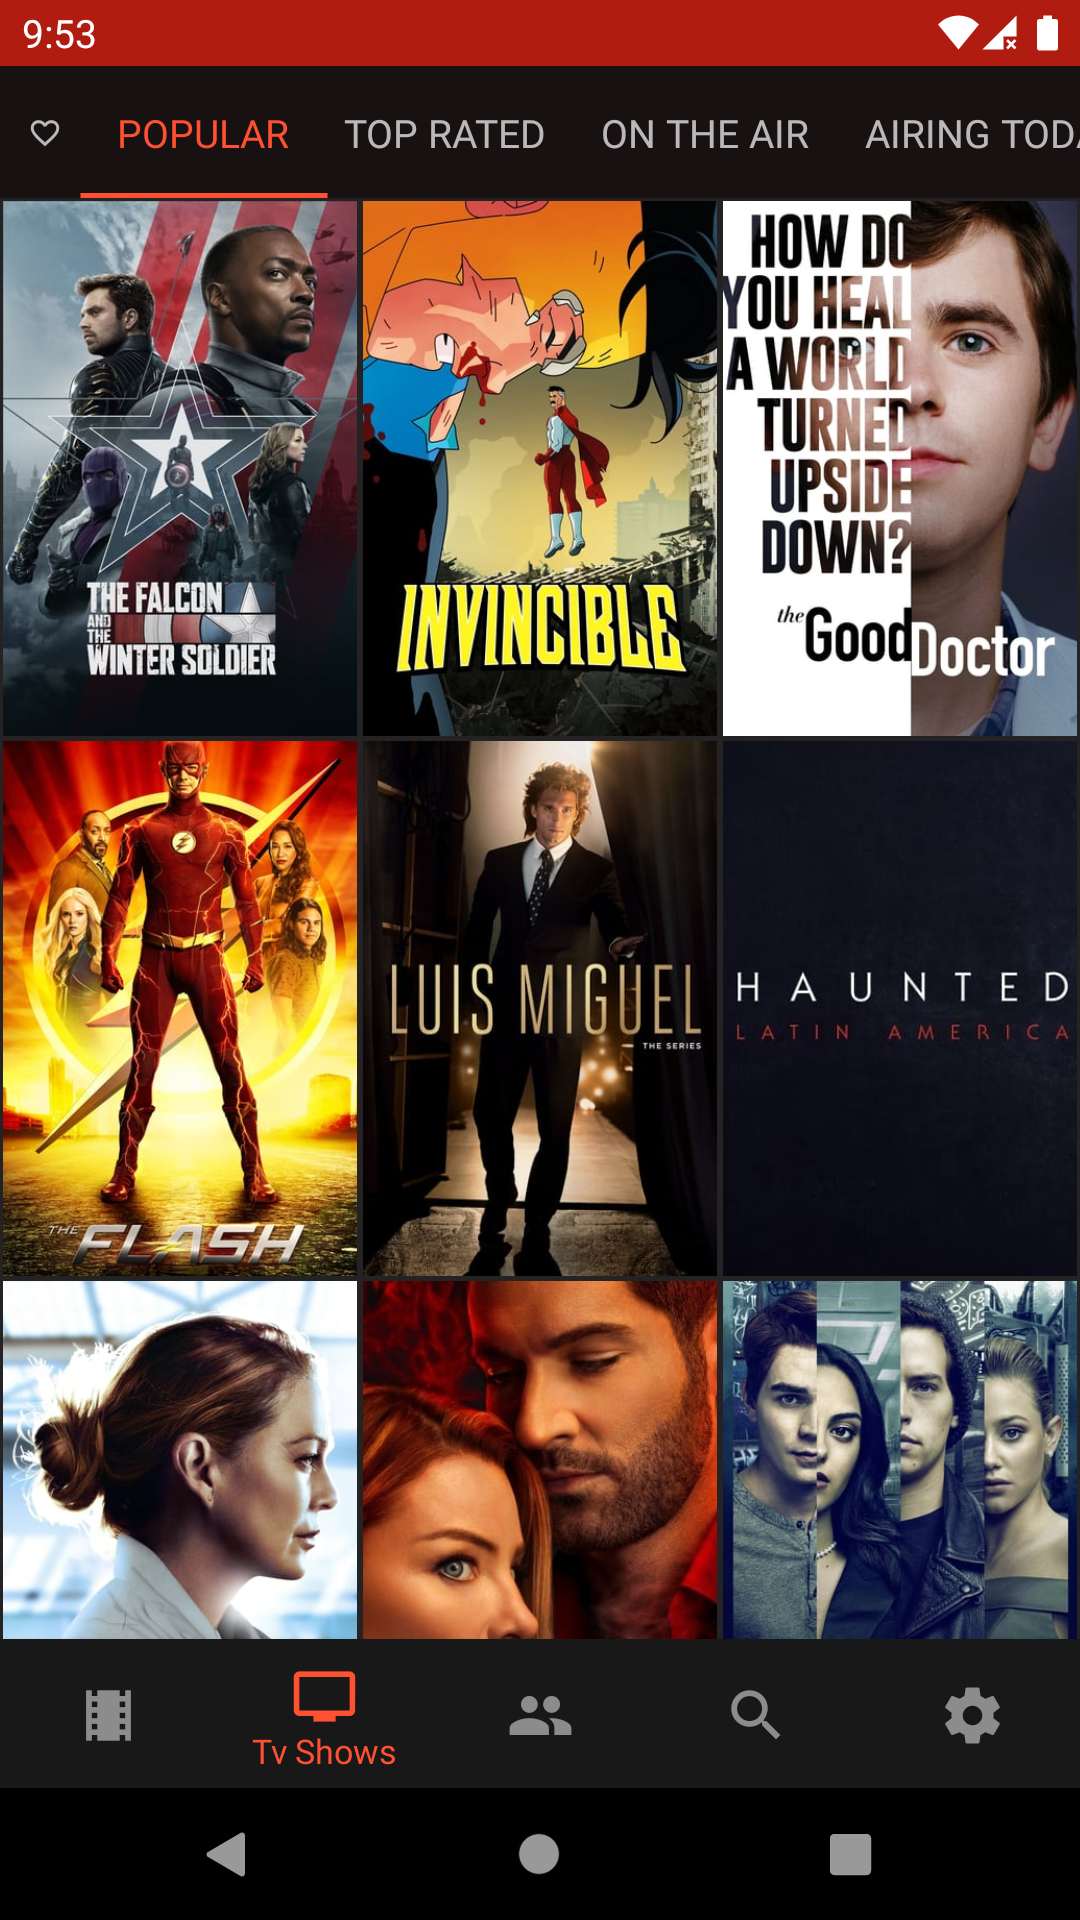 9:53
POPULAR
TOP RATED
ON THE AIR
AIRING TODA
THE FALCON
AND THE
WINTER SOLDIER
INVINCIBLE
HOW DO
YOU HEAL
A WORLD
TURNED
UPSIDE
DOWN?
the Good Doctor
THE FLASH
LUIS MIGUEL
THE SERIES
HAUNTED
LATIN AMERICA
Tv Shows